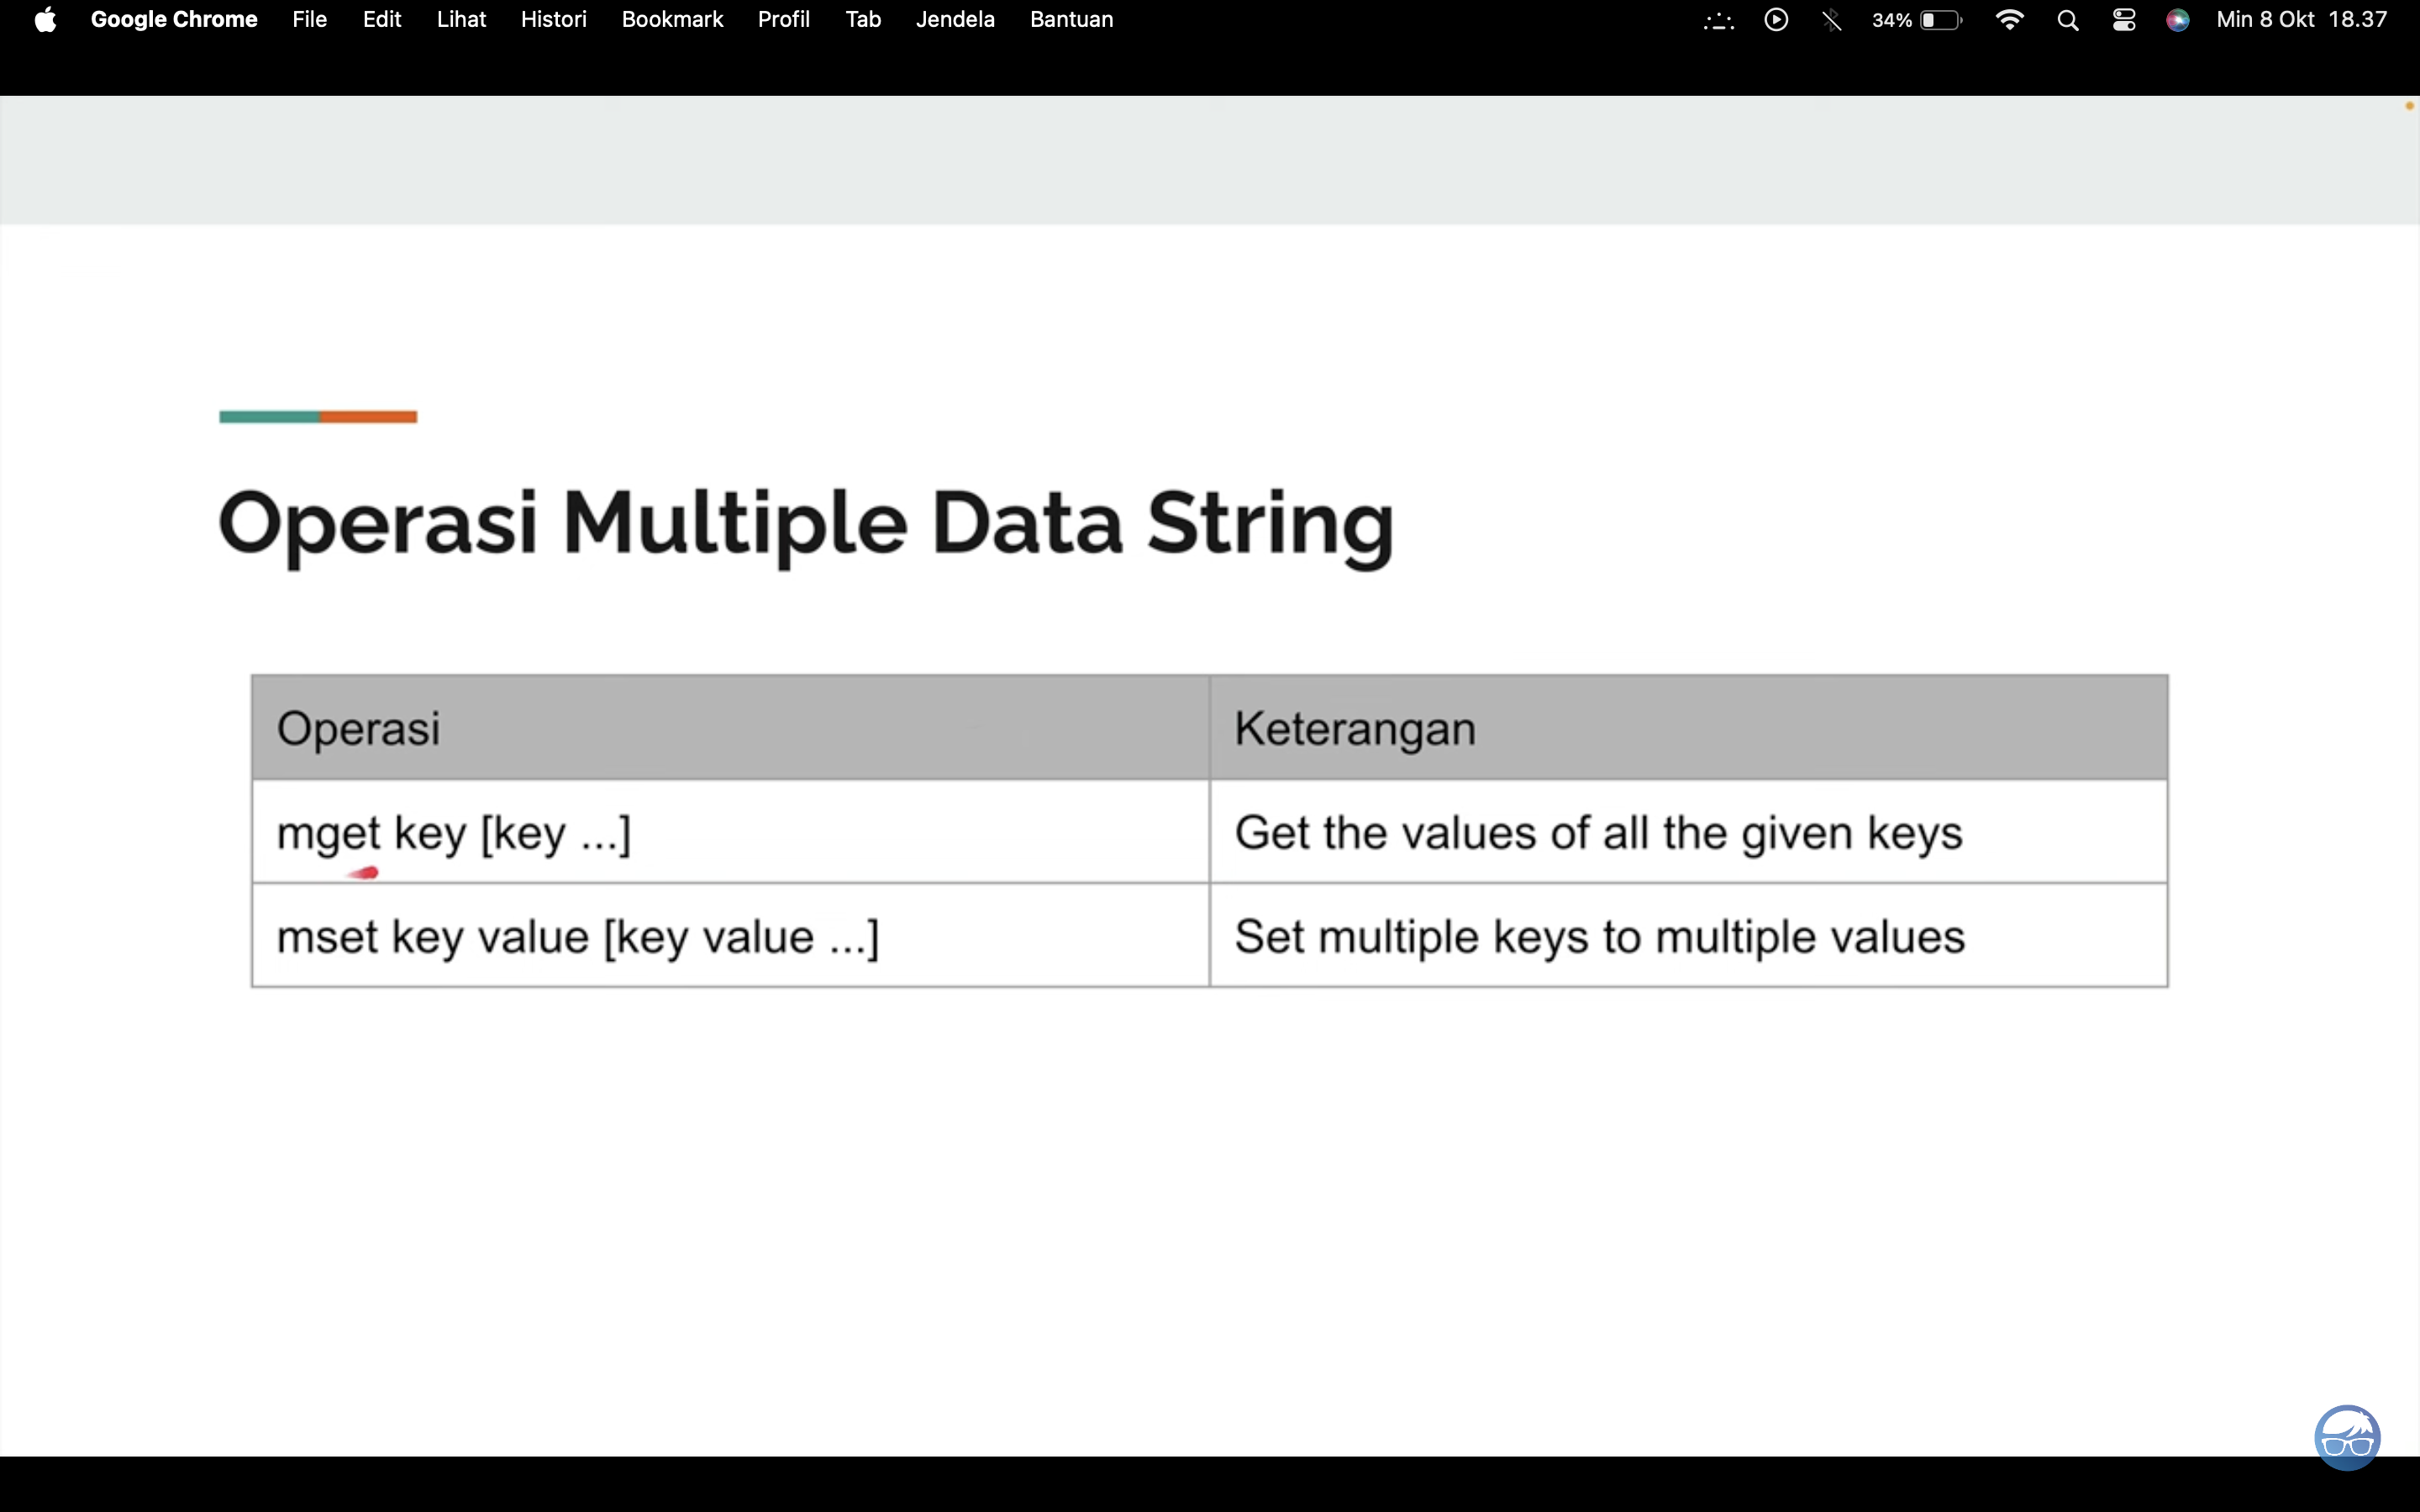 Google Chrome File Edit Lihat Histori Bookmark Profil Tab Jendela Bantuan 34% Min 8 Okt 18.37
Operasi Multiple Data String
Operasi Keterangan
mget key [key ...] Get the values of all the given keys
mset key value [key value ...] Set multiple keys to multiple values